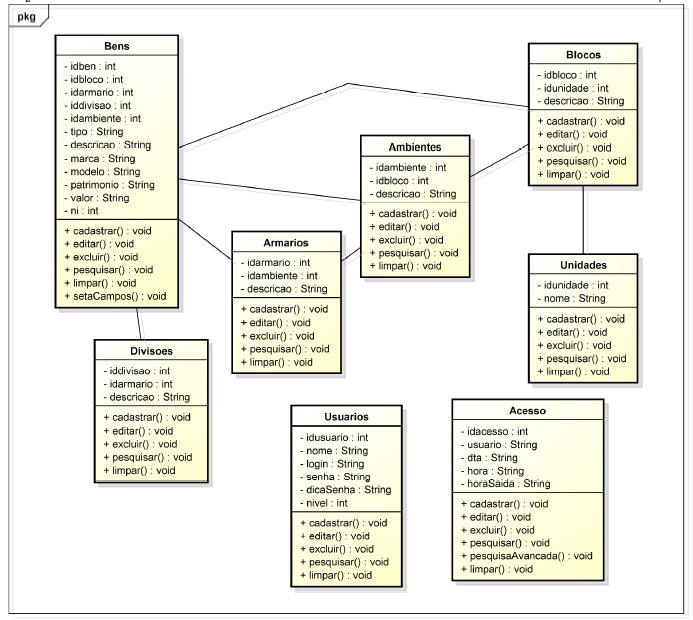 pkg
Bens
- idben : int
- idbloco : int
- idarmario : int
- iddivisao : int
- idambiente : int
- tipo : String
- descricao : String
- marca : String
- modelo : String
- patrimonio : String
- valor : String
- ni : int
+ cadastrar() : void
+ editar() : void
+ excluir() : void
+ pesquisar() : void
+ limpar() : void
+ setaCampos() : void
Blocos
- idbloco : int
- idunidade : int
- descricao : String
+ cadastrar() : void
+ editar() : void
+ excluir() : void
+ pesquisar() : void
+ limpar() : void
Ambientes
- idambiente : int
- idbloco : int
- descricao : String
+ cadastrar() : void
+ editar() : void
+ excluir() : void
+ pesquisar() : void
+ limpar() : void
Armarios
- idarmario : int
- idambiente : int
- descricao : String
+ cadastrar() : void
+ editar() : void
+ excluir() : void
+ pesquisar() : void
+ limpar() : void
Unidades
- idunidade : int
- nome : String
+ cadastrar() : void
+ editar() : void
+ excluir() : void
+ pesquisar() : void
+ limpar() : void
Divisoes
- iddivisao : int
- idarmario : int
- descricao : String
+ cadastrar() : void
+ editar() : void
+ excluir() : void
+ pesquisar() : void
+ limpar() : void
Usuarios
- idusuario : int
- nome : String
- login : String
- senha : String
- dicaSenha : String
- nivel : int
+ cadastrar() : void
+ editar() : void
+ excluir() : void
+ pesquisar() : void
+ limpar() : void
Acesso
- idacesso : int
- usuario : String
- dta : String
- hora : String
- horaSaida : String
+ cadastrar() : void
+ editar() : void
+ excluir() : void
+ pesquisar() : void
+ pesquisaAvancada() : void
+ limpar() : void